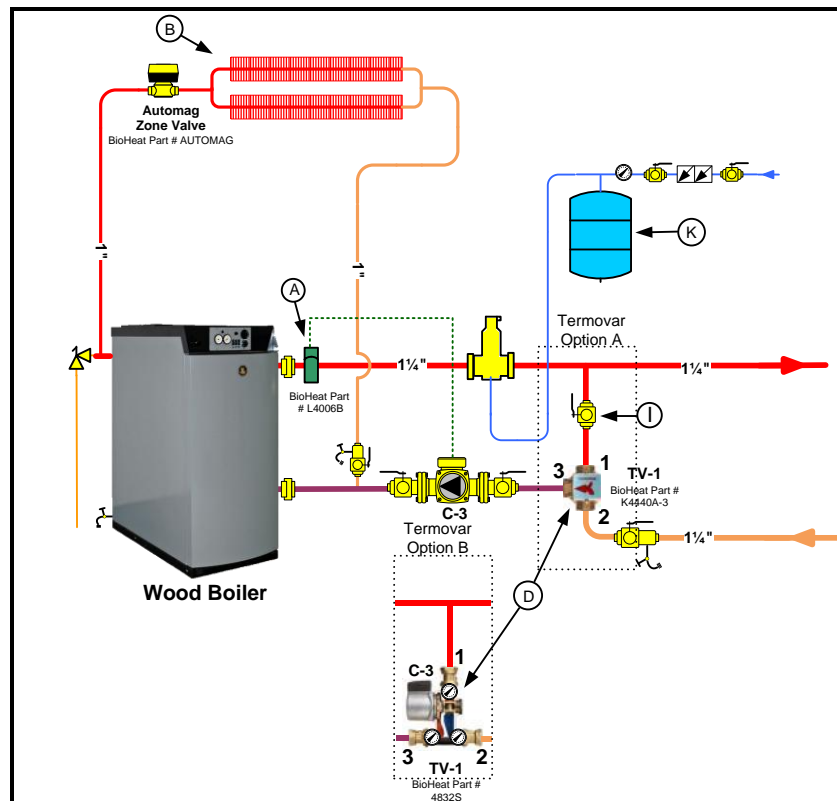 B
Automag
Zone Valve
BioHeat Part # AUTOMAG
K
1"
1"
A
Termovar
Option A
1¼"
1¼"
BioHeat Part
# L4006B
I
1
3
TV-1
BioHeat Part #
K4440A-3
2
C-3
Termovar
Option B
1¼"
Wood Boiler
D
1
C-3
3
2
TV-1
BioHeat Part #
4832S